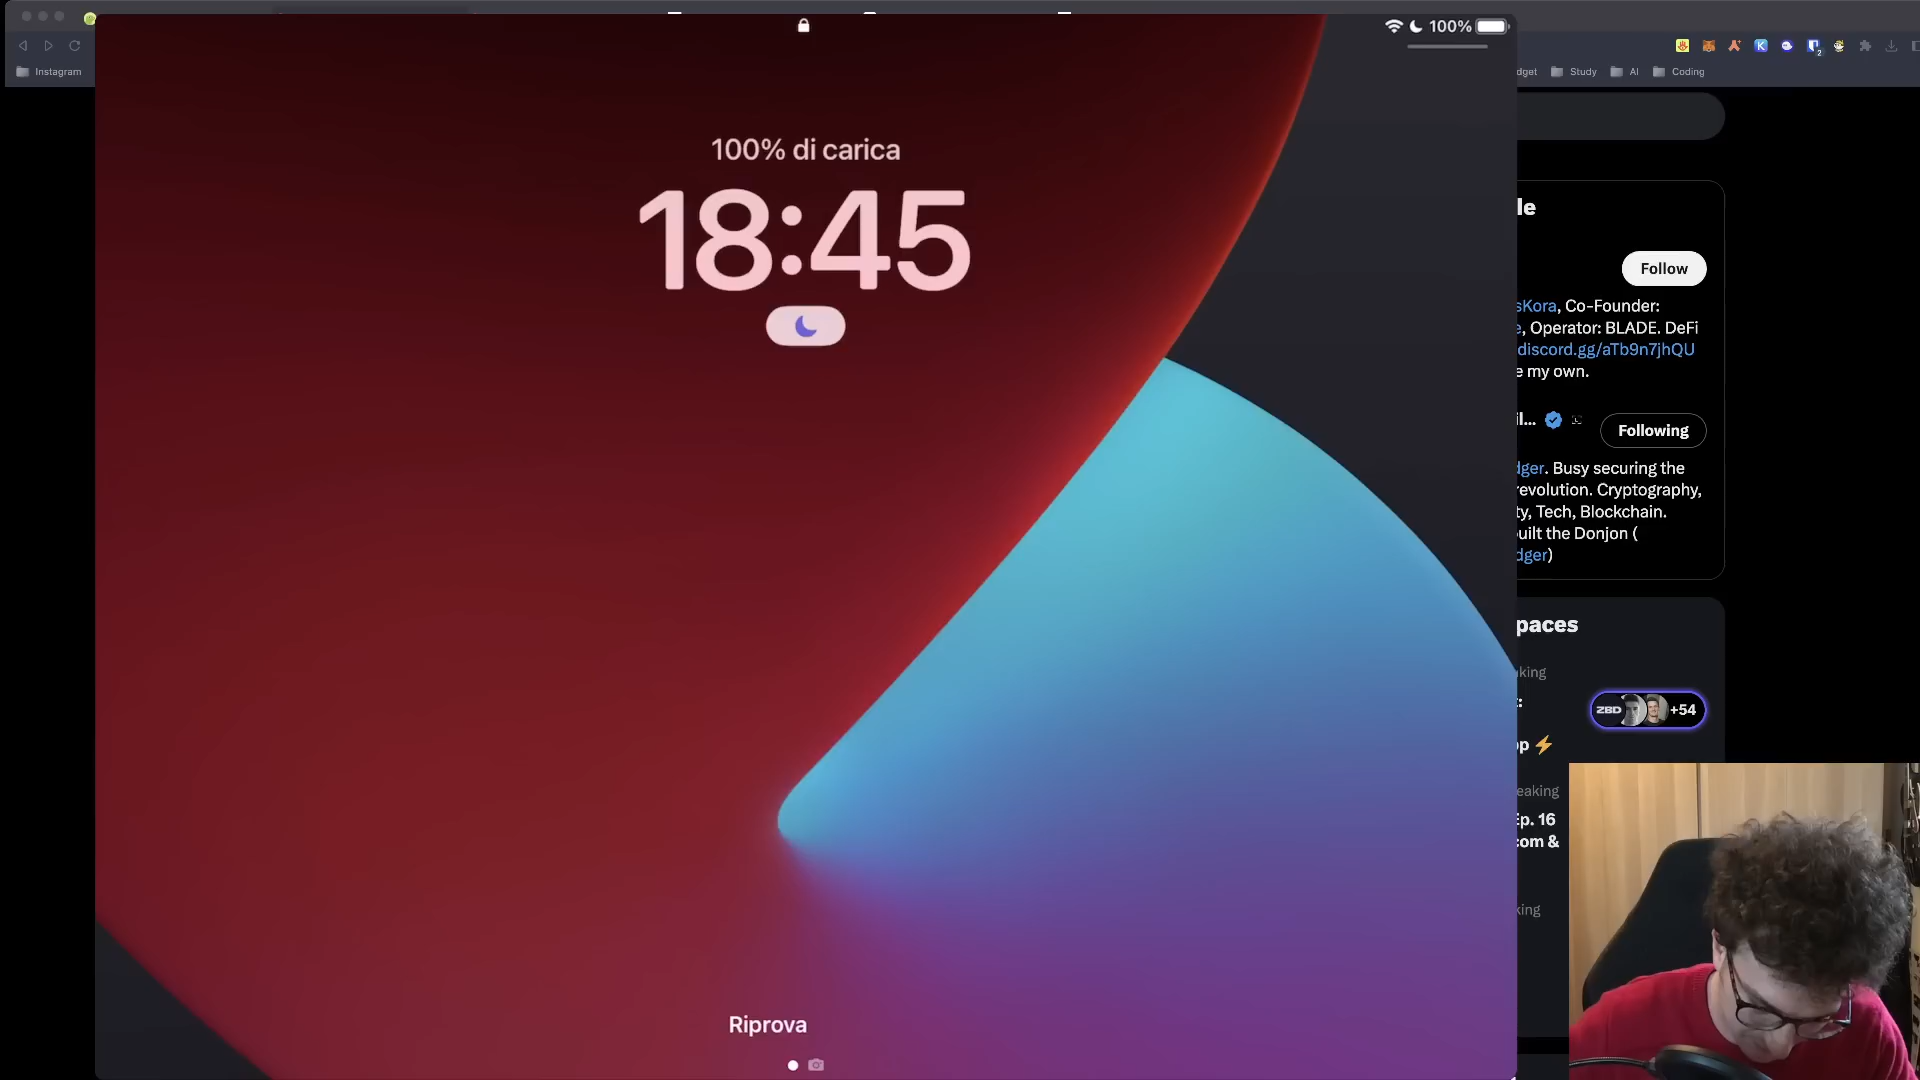 100%
Instagram
dget
Study
AI
Coding
100% di carica
18:45
Riprova
le
Follow
sKora, Co-Founder:
e, Operator: BLADE. DeFi
discord.gg/aTb9n7jhQU
e my own.
il...
Following
dger. Busy securing the
revolution. Cryptography,
ty, Tech, Blockchain.
uilt the Donjon (
dger)
paces
king
t:
ZBD
+54
op ⚡
eaking
Ep. 16
com &
king